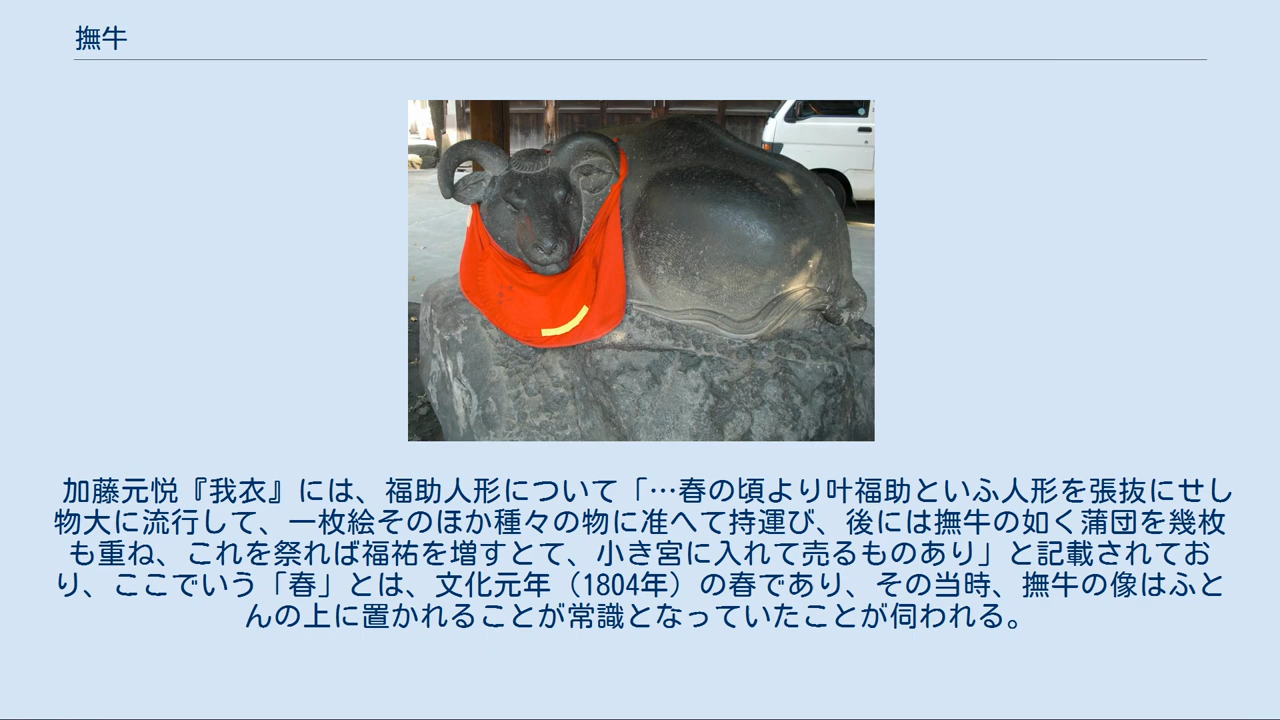 撫牛
加藤元悦『我衣』には、福助人形について「…春の頃より叶福助といふ人形を張抜にせし
物大に流行して、一枚絵そのほか種々の物に准へて持運び、後には撫牛の如く蒲団を幾枚
も重ね、これを祭れば福祐を増すとて、小き宮に入れて売るものあり」と記載されてお
り、ここでいう「春」とは、文化元年（1804年）の春であり、その当時、撫牛の像はふと
んの上に置かれることが常識となっていたことが伺われる。